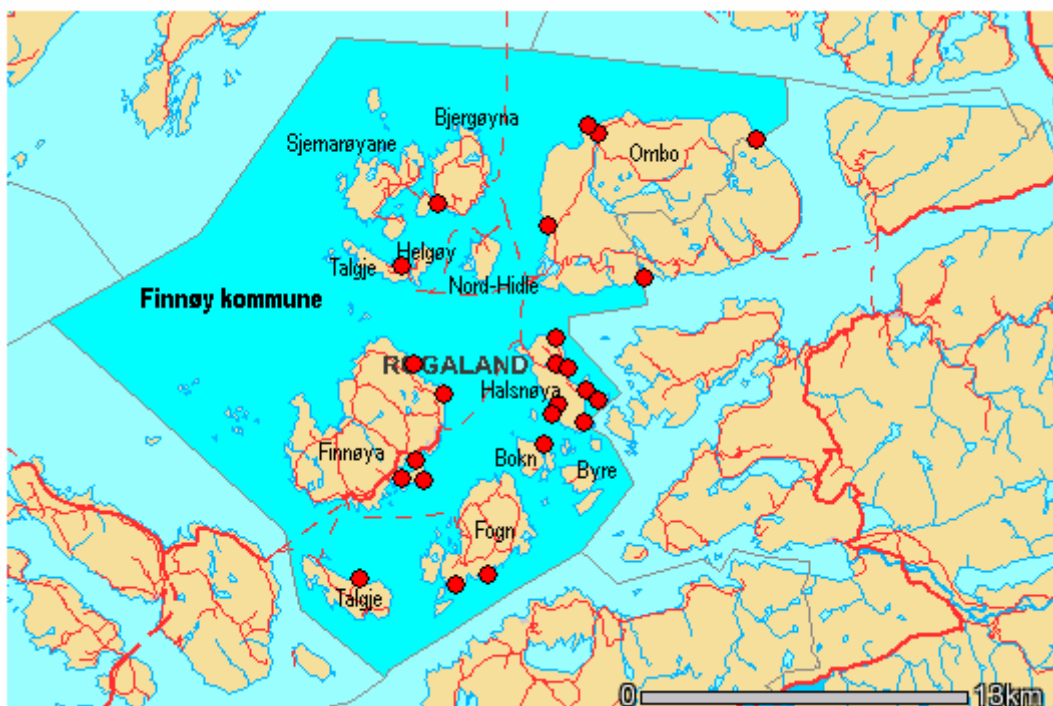 Bjergøyna
Sjernarøyane
Ombo
Helgøy
Talgje
Nord-Hidle
Finnøy kommune
ROGALAND
Halsnøya
Finnøya
Bokn
Byre
Fogn
Talgje
0 13km